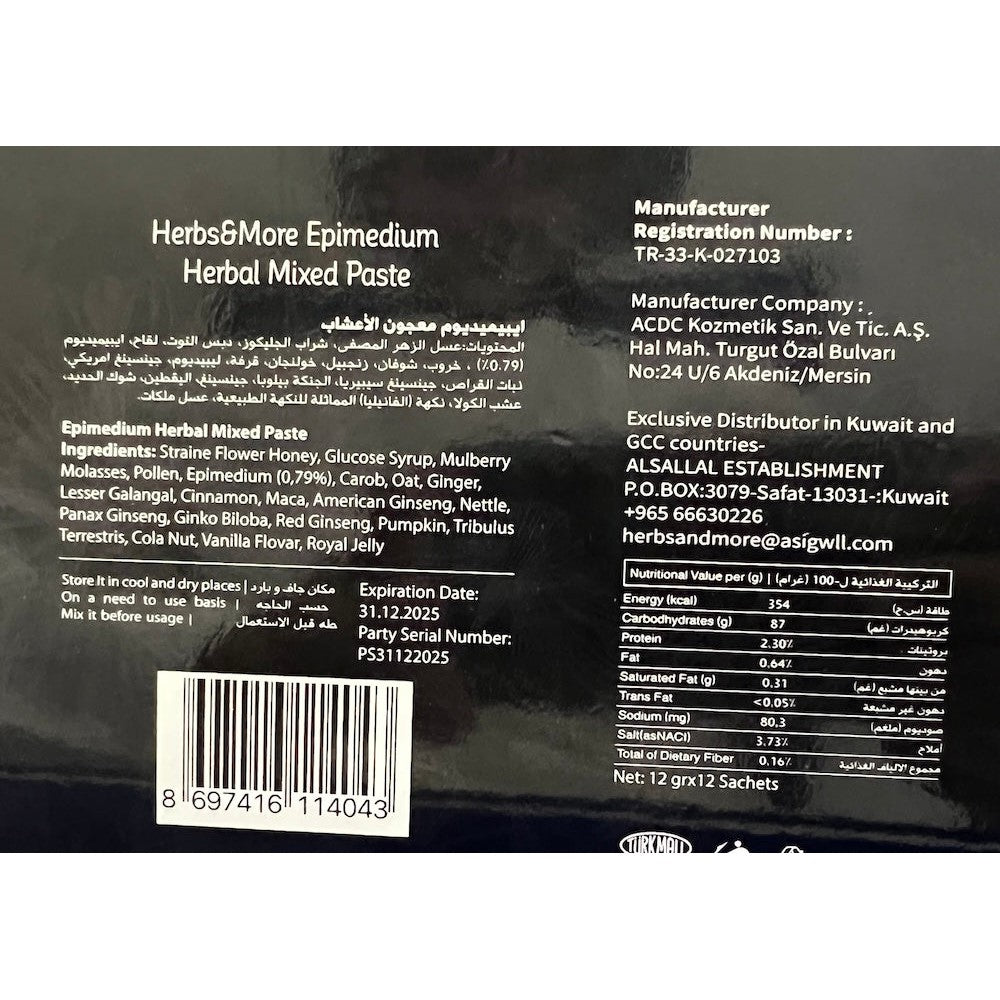 Herbs&More Epimedium
Herbal Mixed Paste
ايبيميديوم معجون الأعشاب
المحتويات:عسل الزهر المصفى، شراب الجليكوز، دبس التوت، لقاح، ايبيميديوم
(0.79٪) ، خروب، شوفان، زنجبيل، خولنجان، قرفة، ليبيديوم، جينسينغ امريكي،
نبات القراص، جينسينغ سيبيريا، الجنكة بيلوبا، جينسينغ، اليقطين، شوك الحديد،
عشب الكولا، نكهة (الفانيليا) المماثلة للنكهة الطبيعية، عسل ملكات.
Epimedium Herbal Mixed Paste
Ingredients: Straine Flower Honey, Glucose Syrup, Mulberry
Molasses, Pollen, Epimedium (0,79%), Carob, Oat, Ginger,
Lesser Galangal, Cinnamon, Maca, American Ginseng, Nettle,
Panax Ginseng, Ginko Biloba, Red Ginseng, Pumpkin, Tribulus
Terrestris, Cola Nut, Vanilla Flovar, Royal Jelly
Store It in cool and dry places | مكان جاف و بارد
On a need to use basis | حسب الحاجه
Mix it before usage | طه قبل الاستعمال
Expiration Date:
31.12.2025
Party Serial Number:
PS31122025
8 697416 114043
Manufacturer
Registration Number :
TR-33-K-027103
Manufacturer Company :
ACDC Kozmetik San. Ve Tic. A.Ş.
Hal Mah. Turgut Özal Bulvarı
No:24 U/6 Akdeniz/Mersin
Exclusive Distributor in Kuwait and
GCC countries-
ALSALLAL ESTABLISHMENT
P.O.BOX:3079-Safat-13031-:Kuwait
+965 66630226
herbsandmore@asigwll.com
Nutritional Value per (g) | التركيبة الغذائية ل-100 (غرام)
Energy (kcal) 354 طاقة (س.ح)
Carbodhydrates (g) 87 كربوهيدرات (غم)
Protein 2.30% بروتينات
Fat 0.64% دهون
Saturated Fat (g) 0.31 من بينها مشبع (غم)
Trans Fat <0.05% دهون غير مشبعة
Sodium (mg) 80.3 صوديوم (ملغم)
Salt(asNACl) 3.73% أملاح
Total of Dietary Fiber 0.16% مجموع الالياف الغذائية
Net: 12 grx12 Sachets
TÜRK MALI